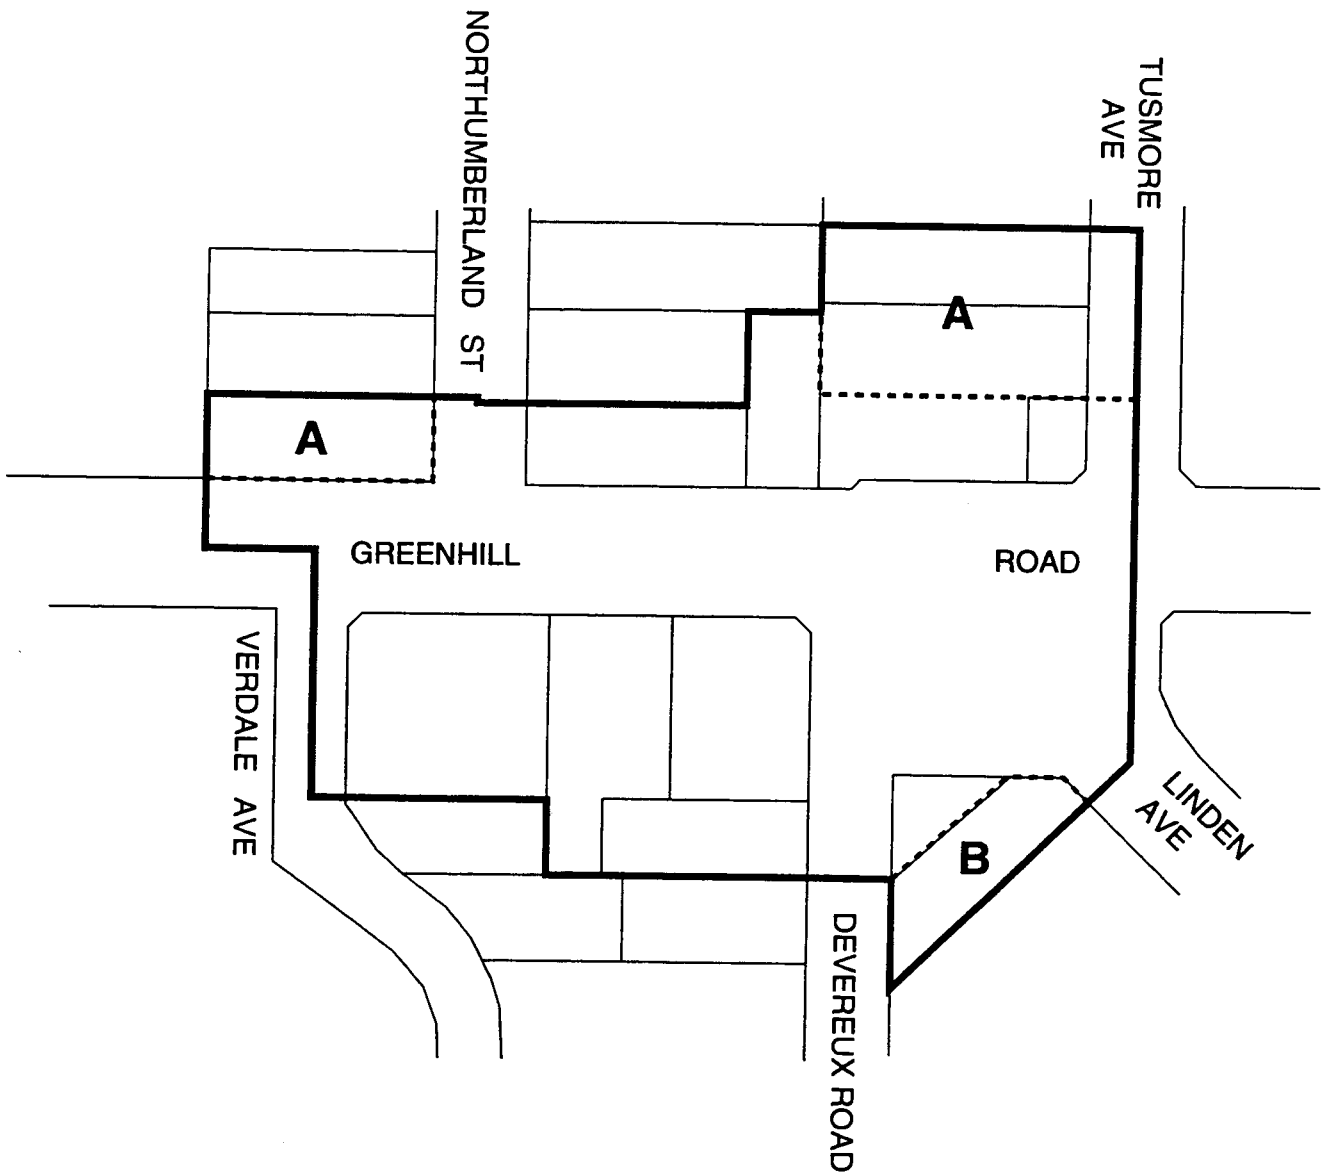 NORTHUMBERLAND ST
TUSMORE
AVE
A
A
GREENHILL ROAD
VERDALE AVE
LINDEN
AVE
B
DEVEREUX ROAD